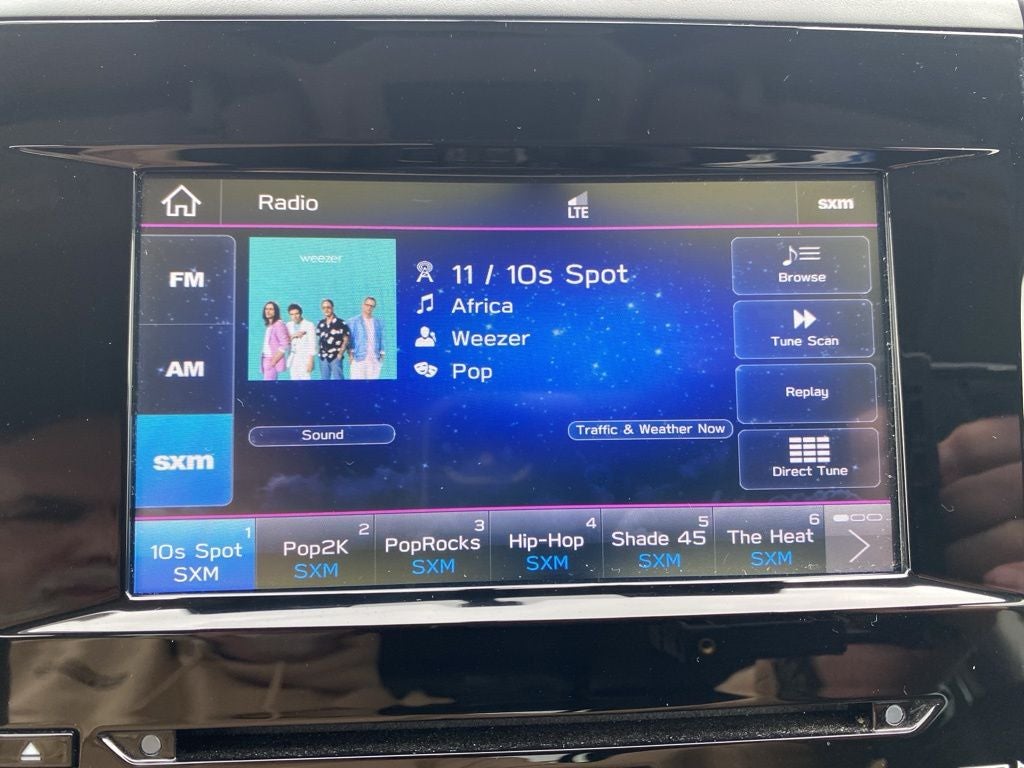 Radio
LTE
sxm
FM
AM
sxm
weezer
11 / 10s Spot
Africa
Weezer
Pop
Sound
Traffic & Weather Now
Browse
Tune Scan
Replay
Direct Tune
1
10s Spot
SXM
2
Pop2K
SXM
3
PopRocks
SXM
4
Hip-Hop
SXM
5
Shade 45
SXM
6
The Heat
SXM